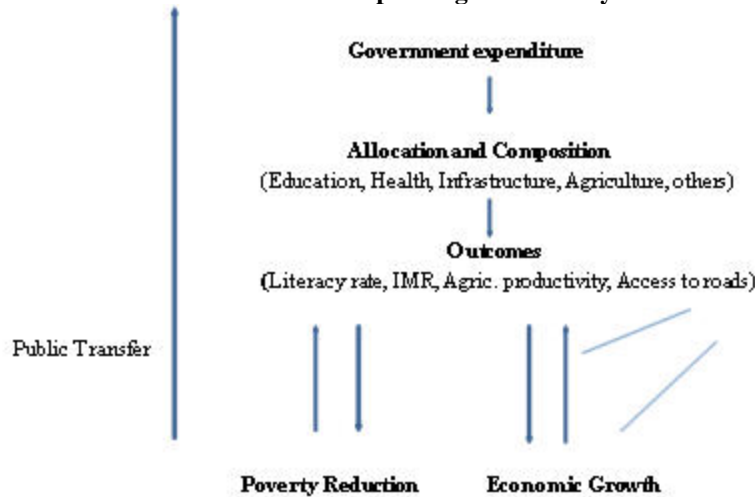 Government expenditure
Allocation and Composition
(Education, Health, Infrastructure, Agriculture, others)
Outcomes
(Literacy rate, IMR, Agric. productivity, Access to roads)
Public Transfer
Poverty Reduction
Economic Growth